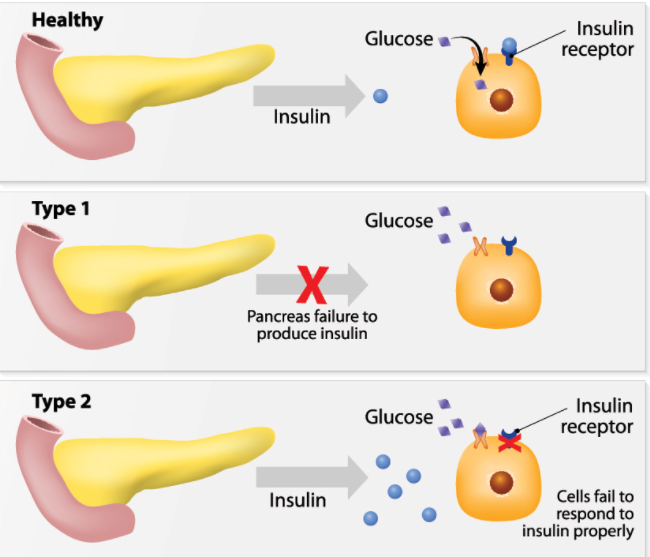 Healthy
Glucose
Insulin
receptor
Insulin
Type 1
Glucose
X
Pancreas failure to
produce insulin
Type 2
Glucose
Insulin
receptor
Insulin
Cells fail to
respond to
insulin properly